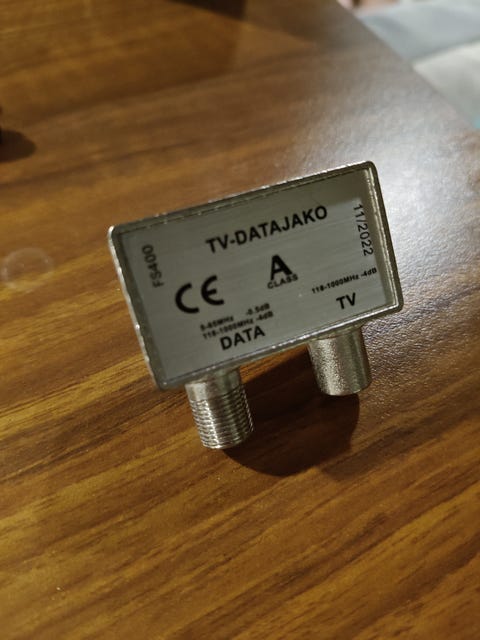 TV-DATAJAKO
FS400
11/2022
CE
A
CLASS
5-65MHz -0.5dB
118-1000MHz -4dB
DATA
118-1000MHz -4dB
TV